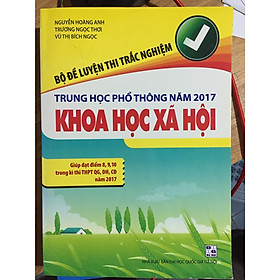 NGUYỄN HOÀNG ANH
TRƯƠNG NGỌC THƠI
VŨ THỊ BÍCH NGỌC
BỘ ĐỀ LUYỆN THI TRẮC NGHIỆM
TRUNG HỌC PHỔ THÔNG NĂM 2017
KHOA HỌC XÃ HỘI
Giúp đạt điểm 8, 9, 10
trong kì thi THPT QG, ĐH, CĐ
năm 2017
NHÀ XUẤT BẢN ĐẠI HỌC QUỐC GIA HÀ NỘI